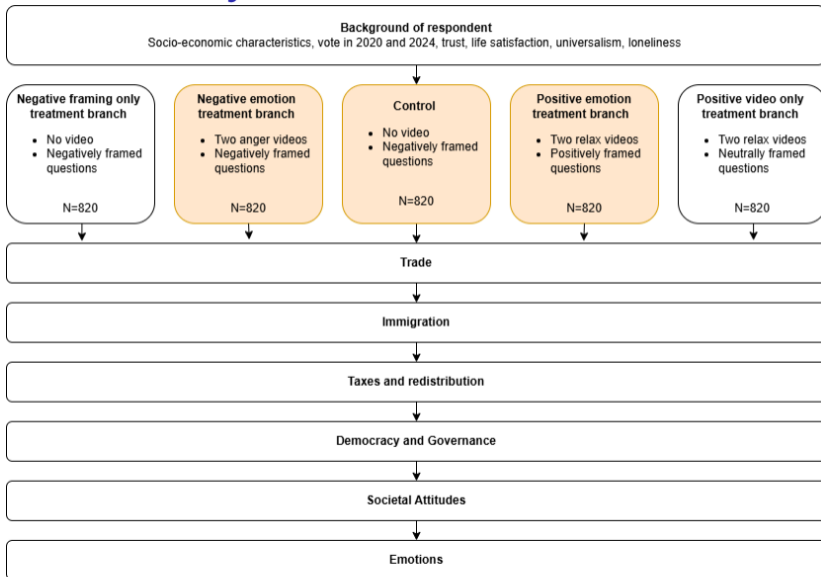 Background of respondent
Socio-economic characteristics, vote in 2020 and 2024, trust, life satisfaction, universalism, loneliness
Negative framing only
treatment branch
• No video
• Negatively framed
questions
N=820
Negative emotion
treatment branch
• Two anger videos
• Negatively framed
questions
N=820
Control
• No video
• Negatively framed
questions
N=820
Positive emotion
treatment branch
• Two relax videos
• Positively framed
questions
N=820
Positive video only
treatment branch
• Two relax videos
• Neutrally framed
questions
N=820
Trade
Immigration
Taxes and redistribution
Democracy and Governance
Societal Attitudes
Emotions